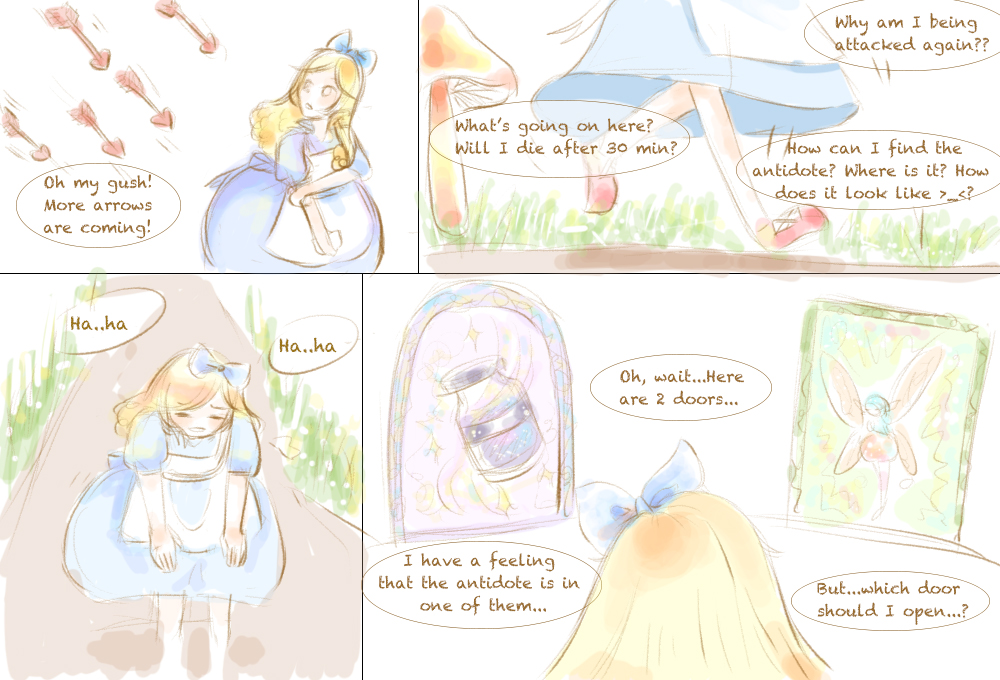 Oh my gush!
More arrows
are coming!
Why am I being
attacked again??
What's going on here?
Will I die after 30 min?
How can I find the
antidote? Where is it? How
does it look like >_<?
Ha..ha
Ha..ha
Oh, wait...Here
are 2 doors...
I have a feeling
that the antidote is in
one of them...
But...which door
should I open...?